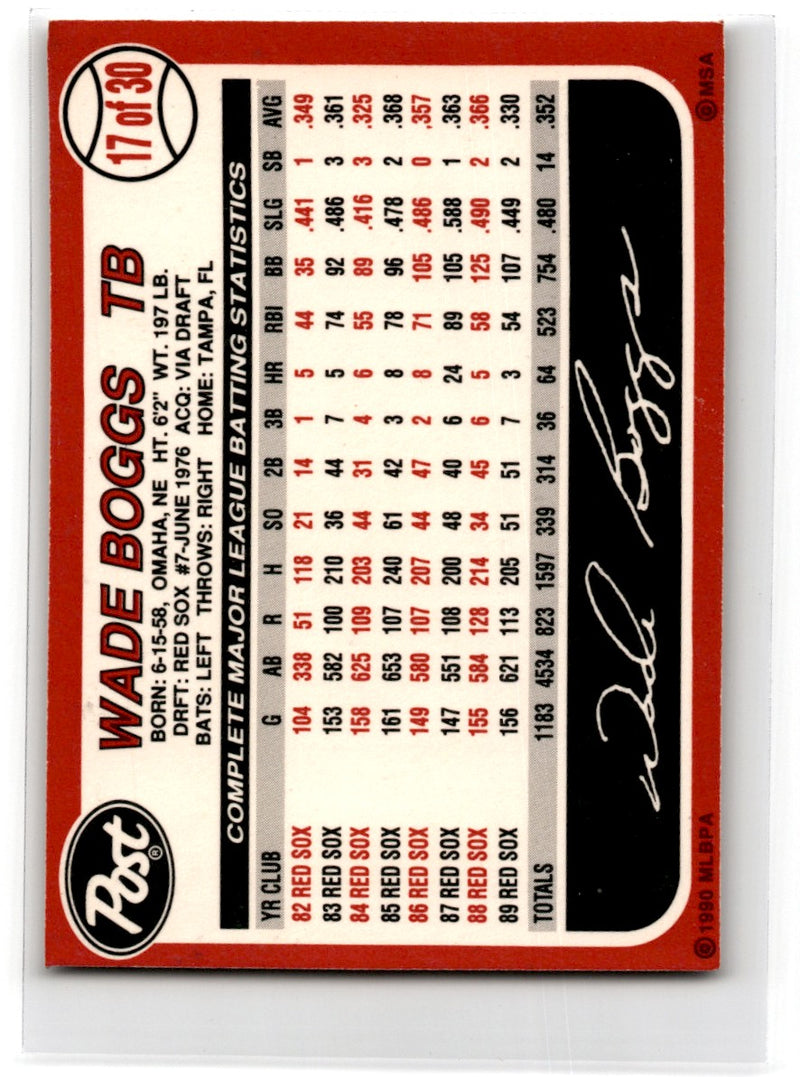 Post®
17 of 30
WADE BOGGS TB
BORN: 6-15-58, OMAHA, NE HT. 6'2" WT. 197 LB.
DRFT: RED SOX #7-JUNE 1976 ACQ: VIA DRAFT
BATS: LEFT THROWS: RIGHT HOME: TAMPA, FL
COMPLETE MAJOR LEAGUE BATTING STATISTICS
YR CLUB G AB R H SO 2B 3B HR RBI BB SLG SB AVG
82 RED SOX 104 338 51 118 21 14 1 5 44 35 .441 1 .349
83 RED SOX 153 582 100 210 36 44 7 5 74 92 .486 3 .361
84 RED SOX 158 625 109 203 44 31 4 6 55 89 .416 3 .325
85 RED SOX 161 653 107 240 61 42 3 8 78 96 .478 2 .368
86 RED SOX 149 580 107 207 44 47 2 8 71 105 .486 0 .357
87 RED SOX 147 551 108 200 48 40 6 24 89 105 .588 1 .363
88 RED SOX 155 584 128 214 34 45 6 5 58 125 .490 2 .366
89 RED SOX 156 621 113 205 51 51 7 3 54 107 .449 2 .330
TOTALS 1183 4534 823 1597 339 314 36 64 523 754 .480 14 .352
Wade Boggs
©1990 MLBPA
©MSA